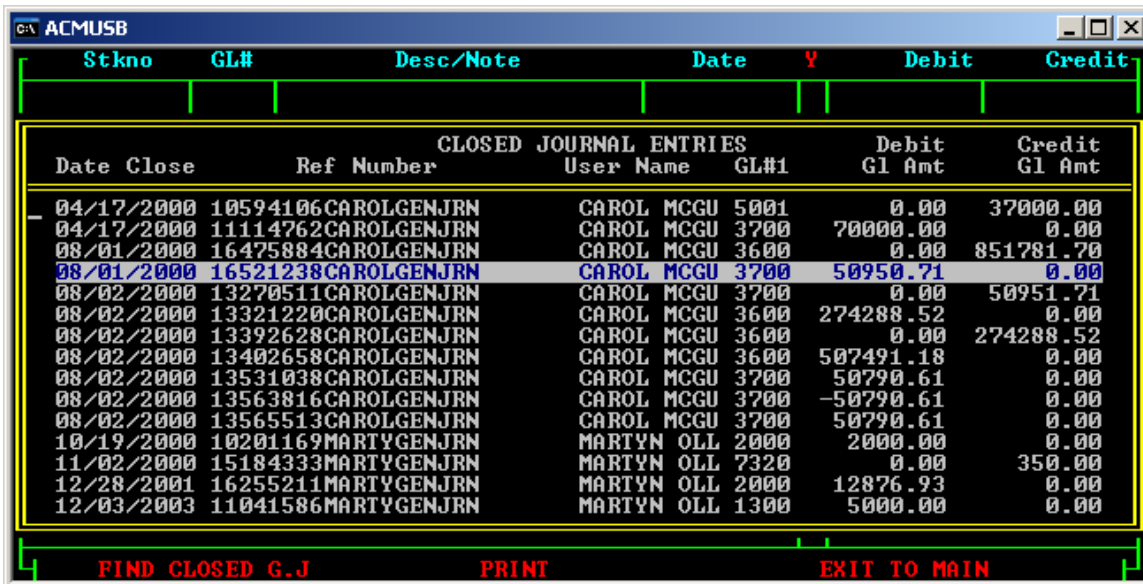 ACMUSB
Stkno GL# Desc/Note Date Y Debit Credit
CLOSED JOURNAL ENTRIES Debit Credit
Date Close Ref Number User Name GL#1 Gl Amt Gl Amt
04/17/2000 10594106CAROLGENJRN CAROL MCGU 5001 0.00 37000.00
04/17/2000 11114762CAROLGENJRN CAROL MCGU 3700 70000.00 0.00
08/01/2000 16475884CAROLGENJRN CAROL MCGU 3600 0.00 851781.70
08/01/2000 16521238CAROLGENJRN CAROL MCGU 3700 50950.71 0.00
08/02/2000 13270511CAROLGENJRN CAROL MCGU 3700 0.00 50951.71
08/02/2000 13321220CAROLGENJRN CAROL MCGU 3600 274288.52 0.00
08/02/2000 13392628CAROLGENJRN CAROL MCGU 3600 0.00 274288.52
08/02/2000 13402658CAROLGENJRN CAROL MCGU 3600 507491.18 0.00
08/02/2000 13531038CAROLGENJRN CAROL MCGU 3700 50790.61 0.00
08/02/2000 13563816CAROLGENJRN CAROL MCGU 3700 -50790.61 0.00
08/02/2000 13565513CAROLGENJRN CAROL MCGU 3700 50790.61 0.00
10/19/2000 10201169MARTYGENJRN MARTYN OLL 2000 2000.00 0.00
11/02/2000 15184333MARTYGENJRN MARTYN OLL 7320 0.00 350.00
12/28/2001 16255211MARTYGENJRN MARTYN OLL 2000 12876.93 0.00
12/03/2003 11041586MARTYGENJRN MARTYN OLL 1300 5000.00 0.00
FIND CLOSED G.J PRINT EXIT TO MAIN